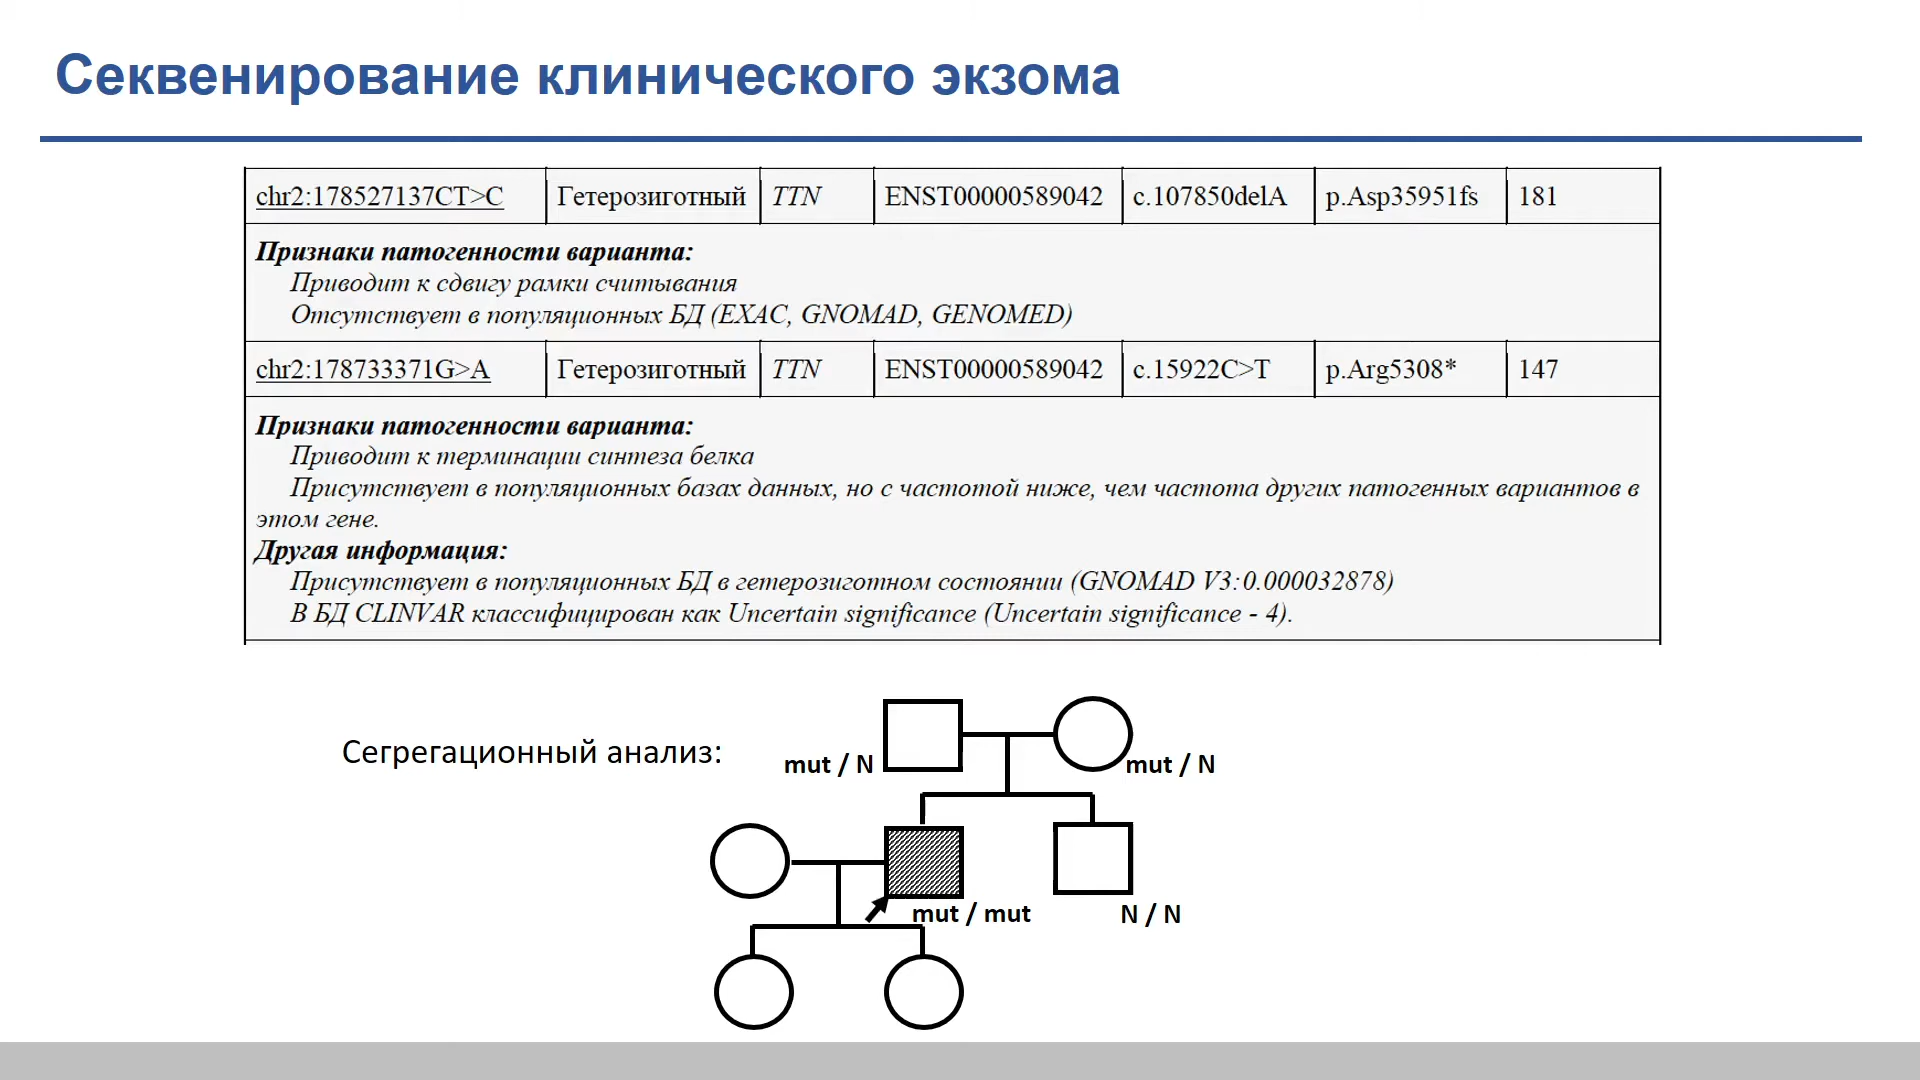 Секвенирование клинического экзома
chr2:178527137CT>C Гетерозиготный TTN ENST00000589042 c.107850delA p.Asp35951fs 181
Признаки патогенности варианта:
Приводит к сдвигу рамки считывания
Отсутствует в популяционных БД (EXAC, GNOMAD, GENOMED)
chr2:178733371G>A Гетерозиготный TTN ENST00000589042 c.15922C>T p.Arg5308* 147
Признаки патогенности варианта:
Приводит к терминации синтеза белка
Присутствует в популяционных базах данных, но с частотой ниже, чем частота других патогенных вариантов в
этом гене.
Другая информация:
Присутствует в популяционных БД в гетерозиготном состоянии (GNOMAD V3:0.000032878)
В БД CLINVAR классифицирован как Uncertain significance (Uncertain significance - 4).
Сегрегационный анализ:
mut / N mut / N
mut / mut N / N